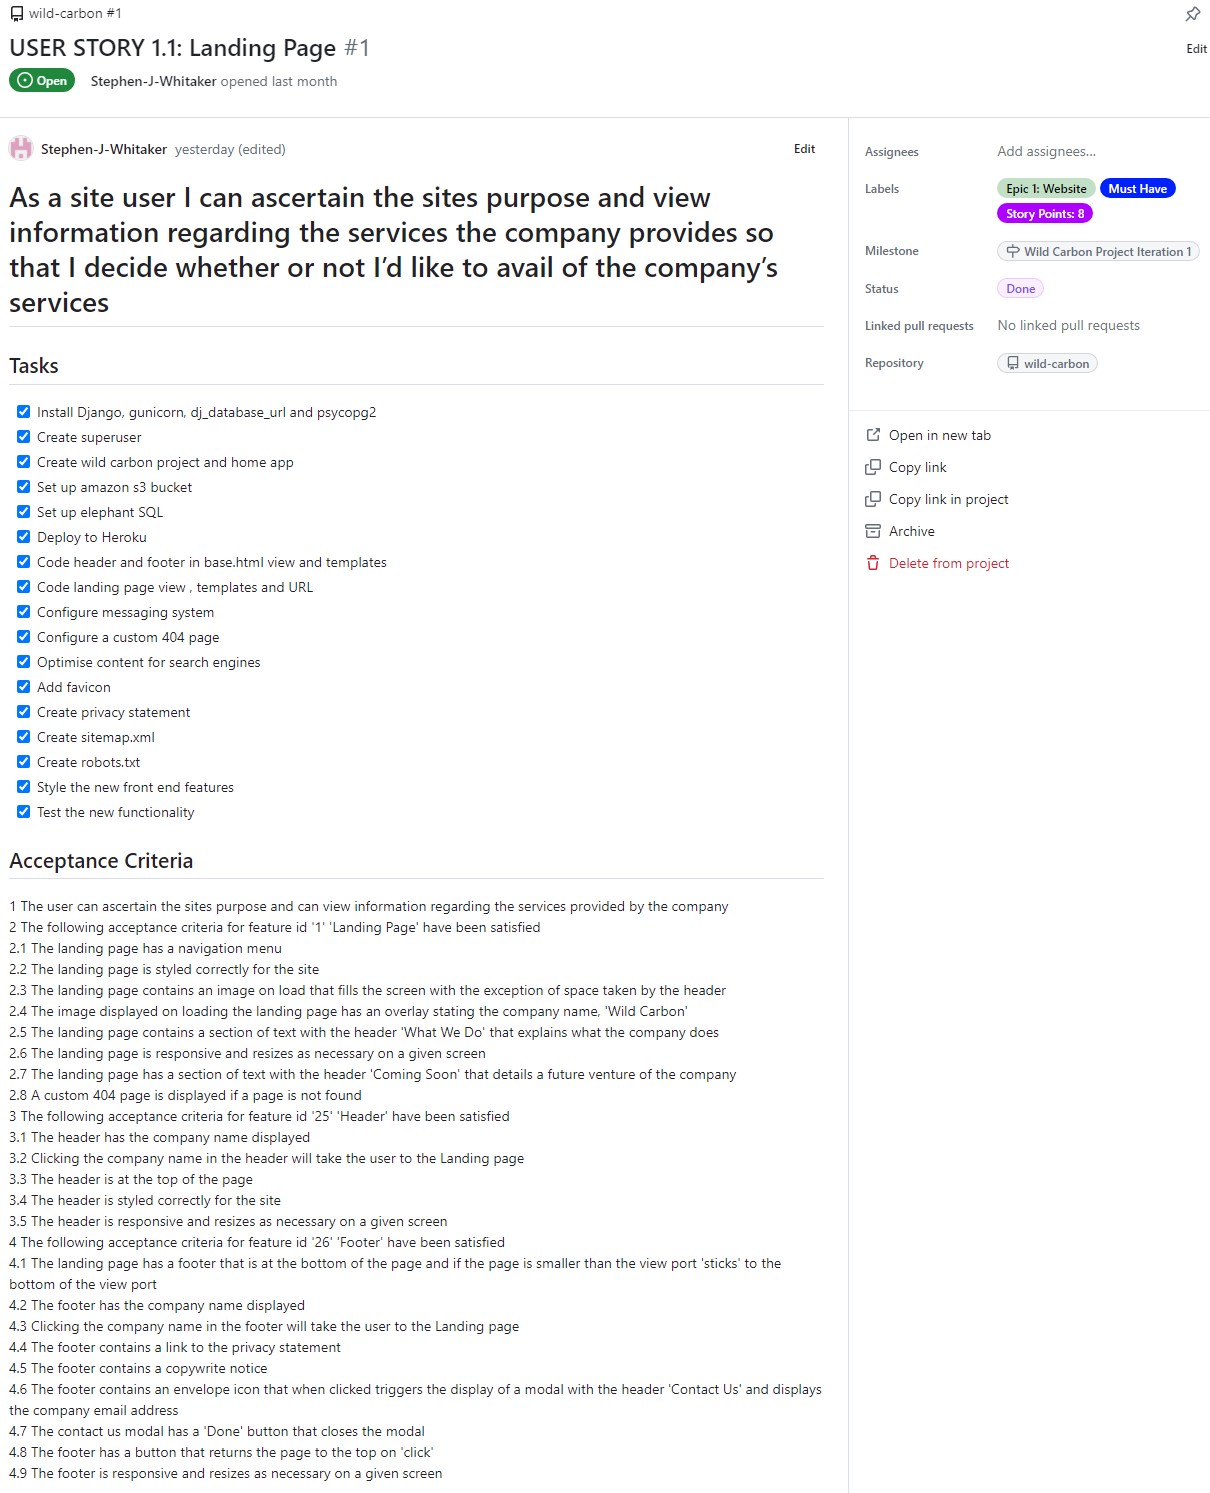 wild-carbon #1
USER STORY 1.1: Landing Page #1
Edit
Open
Stephen-J-Whitaker opened last month
Stephen-J-Whitaker yesterday (edited)
Edit
As a site user I can ascertain the sites purpose and view
information regarding the services the company provides so
that I decide whether or not I’d like to avail of the company’s
services
Tasks
Install Django, gunicorn, dj_database_url and psycopg2
Create superuser
Create wild carbon project and home app
Set up amazon s3 bucket
Set up elephant SQL
Deploy to Heroku
Code header and footer in base.html view and templates
Code landing page view , templates and URL
Configure messaging system
Configure a custom 404 page
Optimise content for search engines
Add favicon
Create privacy statement
Create sitemap.xml
Create robots.txt
Style the new front end features
Test the new functionality
Acceptance Criteria
1 The user can ascertain the sites purpose and can view information regarding the services provided by the company
2 The following acceptance criteria for feature id '1' 'Landing Page' have been satisfied
2.1 The landing page has a navigation menu
2.2 The landing page is styled correctly for the site
2.3 The landing page contains an image on load that fills the screen with the exception of space taken by the header
2.4 The image displayed on loading the landing page has an overlay stating the company name, 'Wild Carbon'
2.5 The landing page contains a section of text with the header 'What We Do' that explains what the company does
2.6 The landing page is responsive and resizes as necessary on a given screen
2.7 The landing page has a section of text with the header 'Coming Soon' that details a future venture of the company
2.8 A custom 404 page is displayed if a page is not found
3 The following acceptance criteria for feature id '25' 'Header' have been satisfied
3.1 The header has the company name displayed
3.2 Clicking the company name in the header will take the user to the Landing page
3.3 The header is at the top of the page
3.4 The header is styled correctly for the site
3.5 The header is responsive and resizes as necessary on a given screen
4 The following acceptance criteria for feature id '26' 'Footer' have been satisfied
4.1 The landing page has a footer that is at the bottom of the page and if the page is smaller than the view port 'sticks' to the
bottom of the view port
4.2 The footer has the company name displayed
4.3 Clicking the company name in the footer will take the user to the Landing page
4.4 The footer contains a link to the privacy statement
4.5 The footer contains a copywrite notice
4.6 The footer contains an envelope icon that when clicked triggers the display of a modal with the header 'Contact Us' and displays
the company email address
4.7 The contact us modal has a 'Done' button that closes the modal
4.8 The footer has a button that returns the page to the top on 'click'
4.9 The footer is responsive and resizes as necessary on a given screen
Assignees Add assignees...
Labels Epic 1: Website Must Have
Story Points: 8
Milestone Wild Carbon Project Iteration 1
Status Done
Linked pull requests No linked pull requests
Repository wild-carbon
Open in new tab
Copy link
Copy link in project
Archive
Delete from project